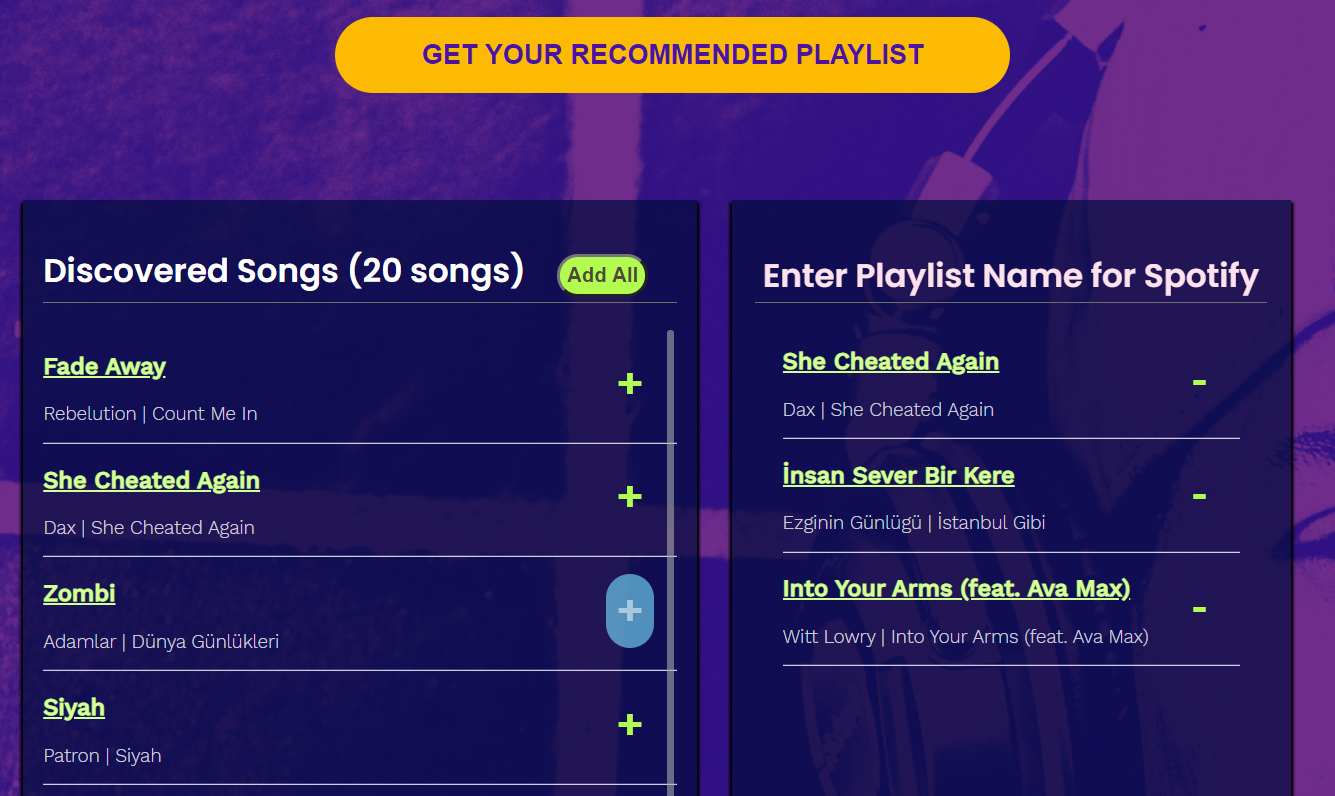 GET YOUR RECOMMENDED PLAYLIST
Discovered Songs (20 songs)
Add All
Fade Away
+
Rebelution | Count Me In
She Cheated Again
+
Dax | She Cheated Again
Zombi
+
Adamlar | Dünya Günlükleri
Siyah
+
Patron | Siyah
Enter Playlist Name for Spotify
She Cheated Again
-
Dax | She Cheated Again
İnsan Sever Bir Kere
-
Ezginin Günlügü | İstanbul Gibi
Into Your Arms (feat. Ava Max)
-
Witt Lowry | Into Your Arms (feat. Ava Max)